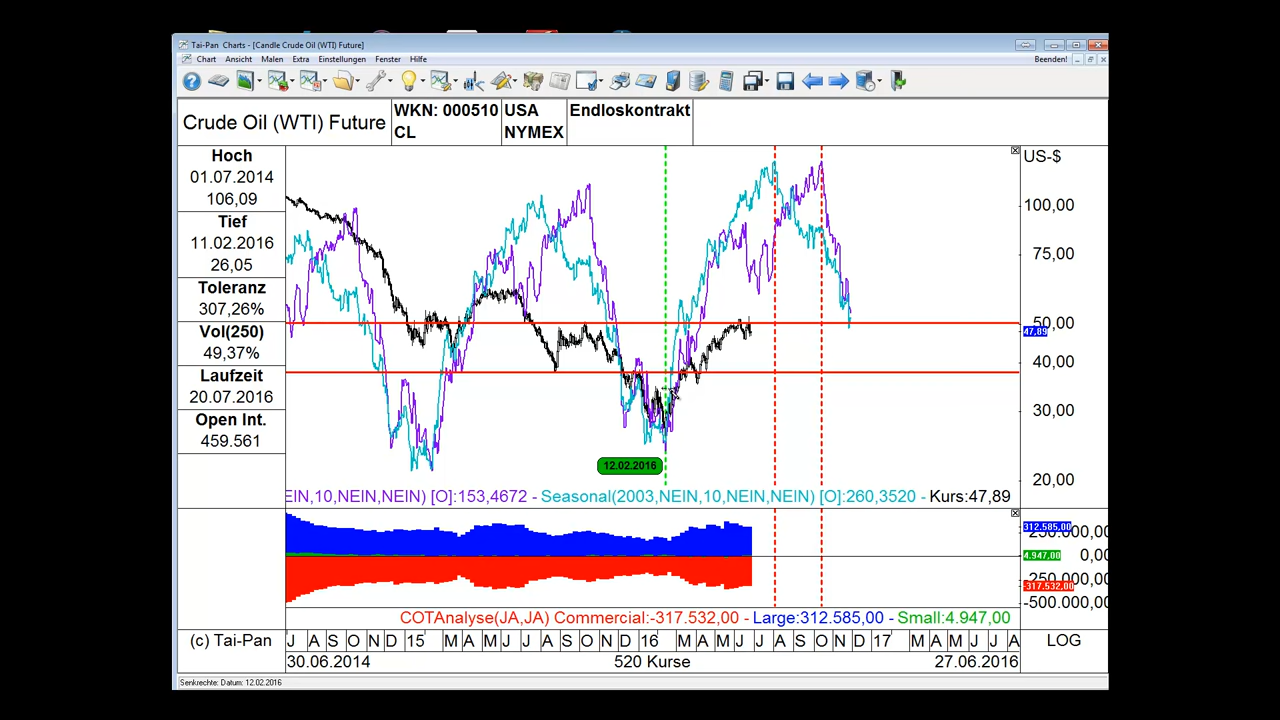 Tai-Pan Charts - [Candle Crude Oil (WTI) Future]
Chart Ansicht Malen Extra Einstellungen Fenster Hilfe Beenden!
Crude Oil (WTI) Future
WKN: 000510 USA Endloskontrakt
CL NYMEX
Hoch
01.07.2014
106,09
Tief
11.02.2016
26,05
Toleranz
307,26%
Vol(250)
49,37%
Laufzeit
20.07.2016
Open Int.
459.561
US-$
100,00
75,00
50,00
47,89
40,00
30,00
20,00
12.02.2016
EIN,10,NEIN,NEIN) [O]:153,4672 - Seasonal(2003,NEIN,10,NEIN,NEIN) [O]:260,3520 - Kurs:47,89
312.585,00
4.947,00 0,00
-317.532,00
-500.000,00
COTAnalyse(JA,JA) Commercial:-317.532,00 - Large:312.585,00 - Small:4.947,00
(c) Tai-Pan J A S O N D 15 M A M J J A S O N D 16 M A M J J A S O N D 17 M A M J J A LOG
30.06.2014 520 Kurse 27.06.2016
Senkrechte: Datum: 12.02.2016